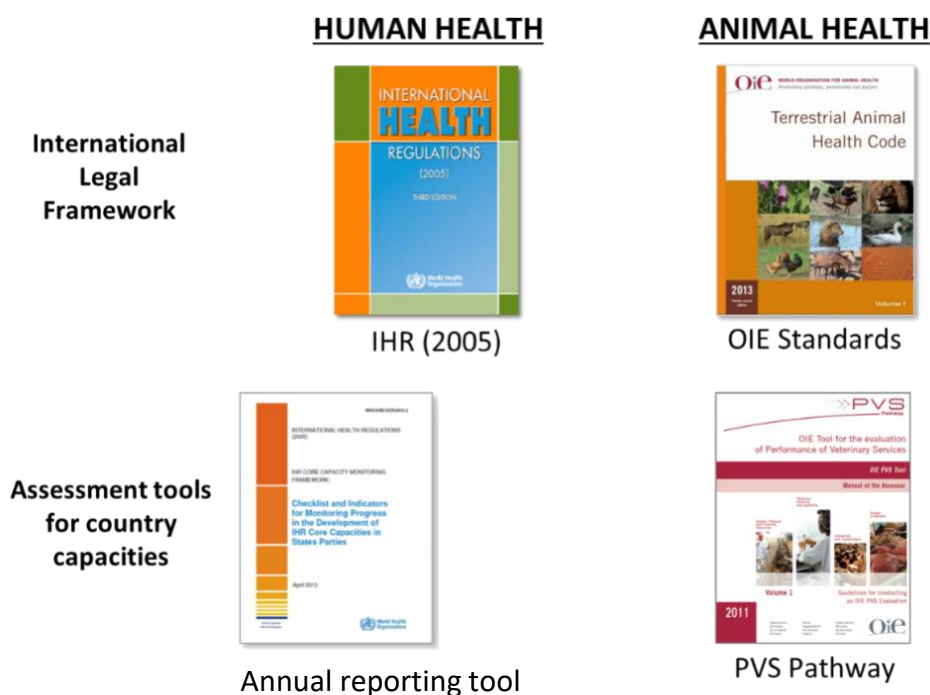 HUMAN HEALTH
ANIMAL HEALTH
International
Legal
Framework
INTERNATIONAL
HEALTH
REGULATIONS
(2005)
THIRD EDITION
World Health
Organization
IHR (2005)
OiE WORLD ORGANISATION FOR ANIMAL HEALTH
Protecting animals, preserving our future
Terrestrial Animal
Health Code
2013
Volume 1
OIE Standards
Assessment tools
for country
capacities
INTERNATIONAL HEALTH REGULATIONS
(2005)
IHR CORE CAPACITY MONITORING
FRAMEWORK:
Checklist and Indicators
for Monitoring Progress
in the Development of
IHR Core Capacities in
States Parties
April 2013
World Health
Organization
Annual reporting tool
PVS
Pathway
OIE Tool for the evaluation
of Performance of Veterinary Services
OIE PVS Tool
Manual of the Assessor
Volume 1
Guidelines for conducting
an OIE PVS Evaluation
2011
OiE
PVS Pathway